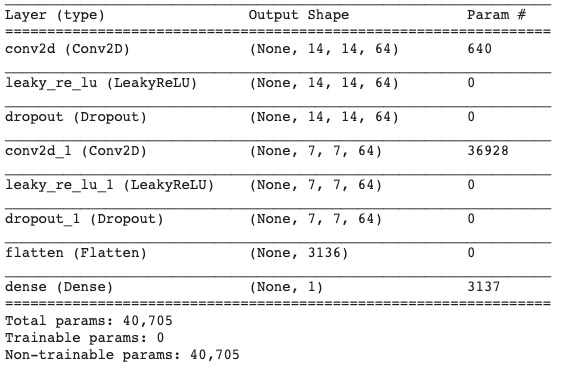 Layer (type) Output Shape Param #
=================================================================
conv2d (Conv2D) (None, 14, 14, 64) 640
leaky_re_lu (LeakyReLU) (None, 14, 14, 64) 0
dropout (Dropout) (None, 14, 14, 64) 0
conv2d_1 (Conv2D) (None, 7, 7, 64) 36928
leaky_re_lu_1 (LeakyReLU) (None, 7, 7, 64) 0
dropout_1 (Dropout) (None, 7, 7, 64) 0
flatten (Flatten) (None, 3136) 0
dense (Dense) (None, 1) 3137
=================================================================
Total params: 40,705
Trainable params: 0
Non-trainable params: 40,705